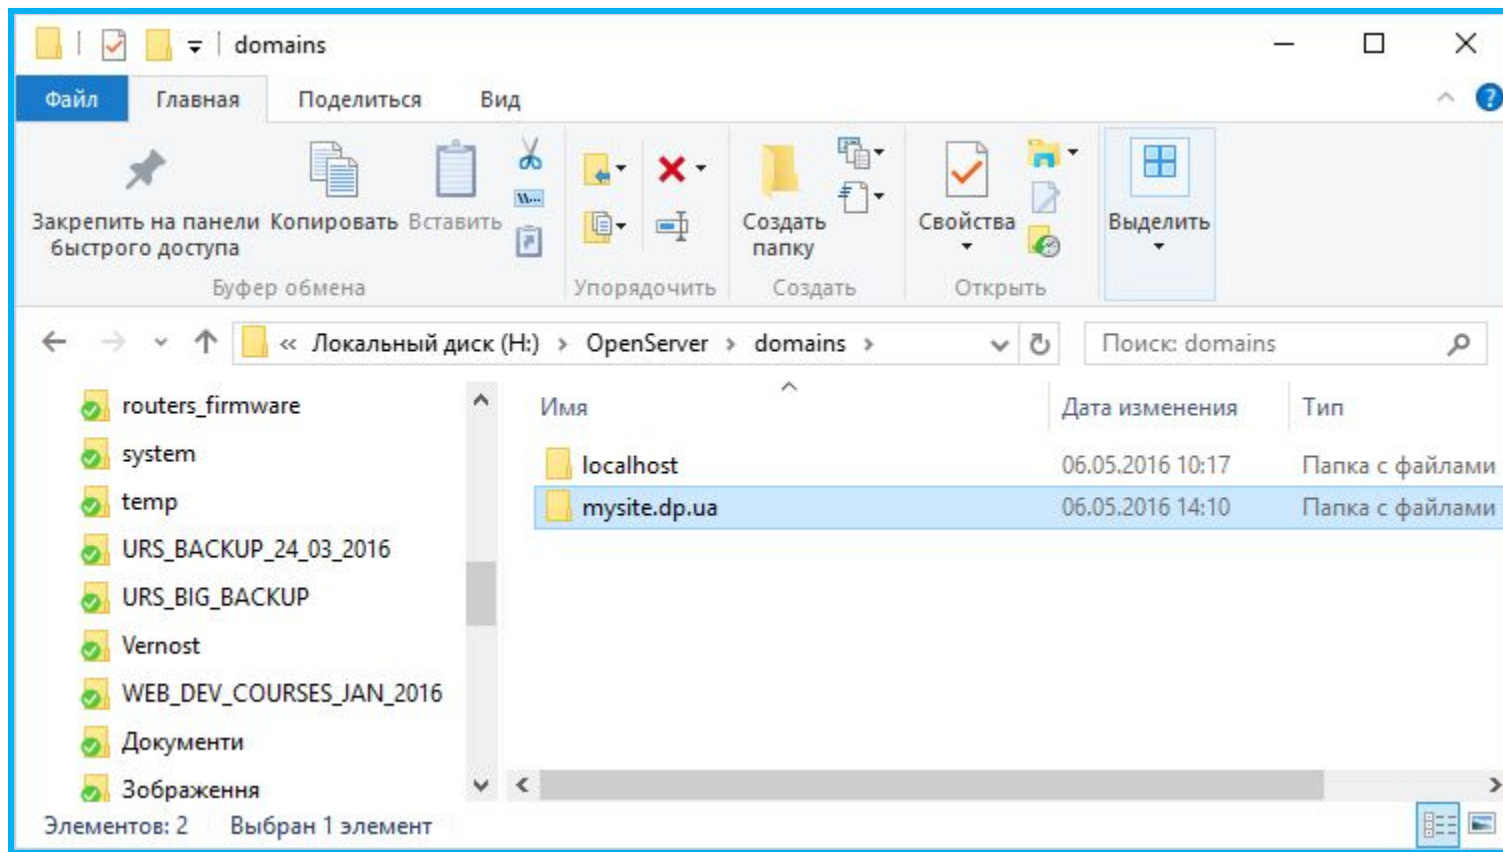 domains
Файл Главная Поделиться Вид
Закрепить на панели быстрого доступа
Копировать
Вставить
Создать папку
Свойства
Выделить
Буфер обмена
Упорядочить
Создать
Открыть
« Локальный диск (H:) › OpenServer › domains ›
Поиск: domains
routers_firmware
system
temp
URS_BACKUP_24_03_2016
URS_BIG_BACKUP
Vernost
WEB_DEV_COURSES_JAN_2016
Документи
Зображення
Имя Дата изменения Тип
localhost 06.05.2016 10:17 Папка с файлами
mysite.dp.ua 06.05.2016 14:10 Папка с файлами
Элементов: 2 Выбран 1 элемент